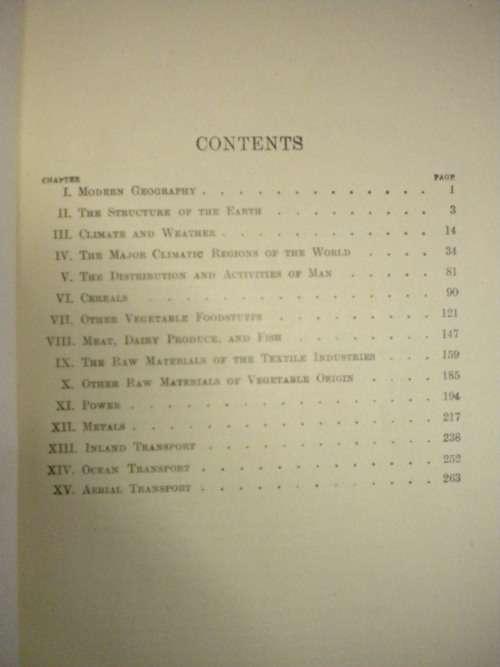 CONTENTS
CHAPTER PAGE
I. MODERN GEOGRAPHY . . . . . . . . . . . . . 1
II. THE STRUCTURE OF THE EARTH . . . . . . . . . 3
III. CLIMATE AND WEATHER . . . . . . . . . . . . 14
IV. THE MAJOR CLIMATIC REGIONS OF THE WORLD . . . . 34
V. THE DISTRIBUTION AND ACTIVITIES OF MAN . . . . . 81
VI. CEREALS . . . . . . . . . . . . . . . 90
VII. OTHER VEGETABLE FOODSTUFFS . . . . . . . . . 121
VIII. MEAT, DAIRY PRODUCE, AND FISH . . . . . . . . 147
IX. THE RAW MATERIALS OF THE TEXTILE INDUSTRIES . . . 159
X. OTHER RAW MATERIALS OF VEGETABLE ORIGIN . . . . 185
XI. POWER . . . . . . . . . . . . . . . . 194
XII. METALS . . . . . . . . . . . . . . . . 217
XIII. INLAND TRANSPORT . . . . . . . . . . . . . 238
XIV. OCEAN TRANSPORT . . . . . . . . . . . . . 252
XV. AERIAL TRANSPORT . . . . . . . . . . . . . 263